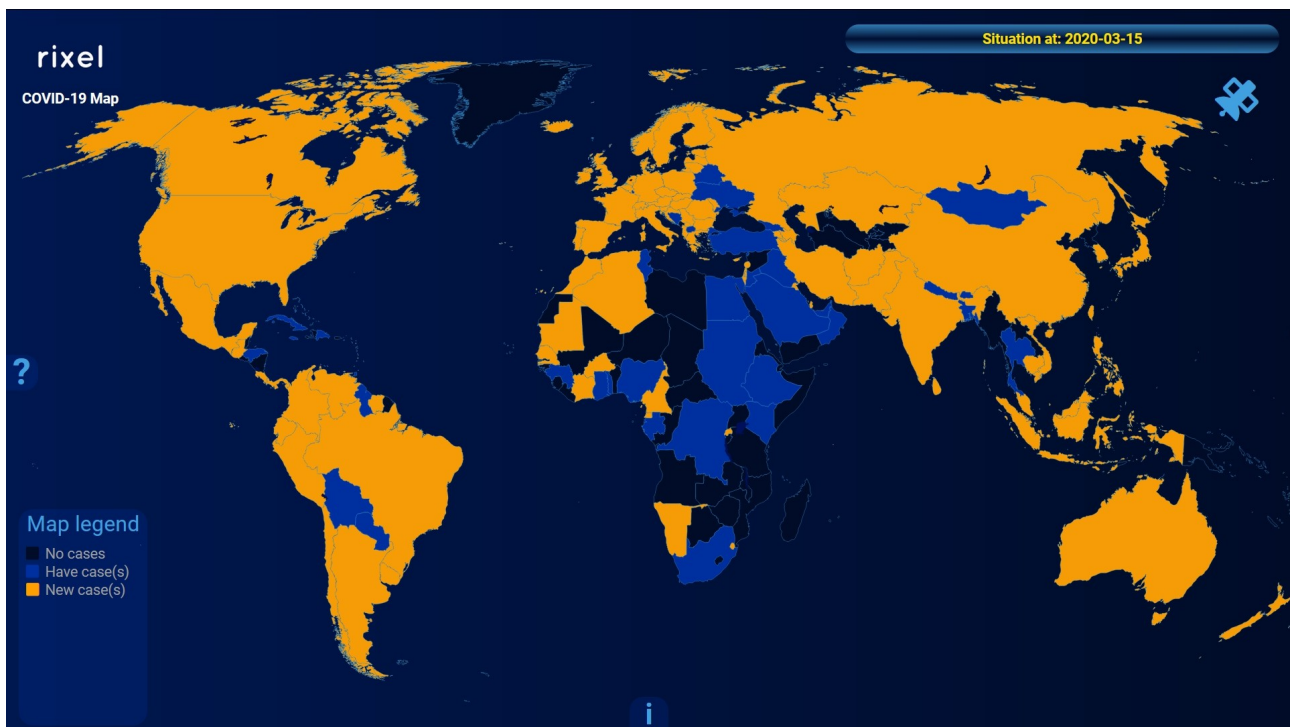 rixel
COVID-19 Map
Situation at: 2020-03-15
?
Map legend
No cases
Have case(s)
New case(s)
i